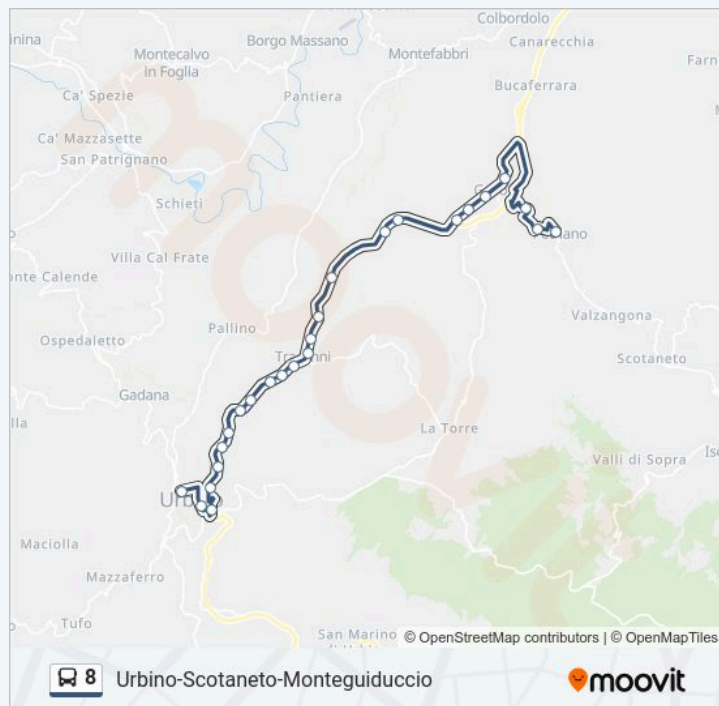 Colbordolo
Canarecchia
Borgo Massano
Montefabbri
Montecalvo
in Foglia
Bucaferrara
Ca' Spezie
Pantiera
Ca' Mazzasette
San Patrignano
Schieti
Villa Cal Frate
onte Calende
Valzangona
Pallino
Ospedaletto
Scotaneto
Gadana
lla
La Torre
Valli di Sopra
Maciolla
Mazzaferro
Tufo
San Marino
© OpenStreetMap contributors | © OpenMapTiles
8 Urbino-Scotaneto-Monteguiduccio
moovit